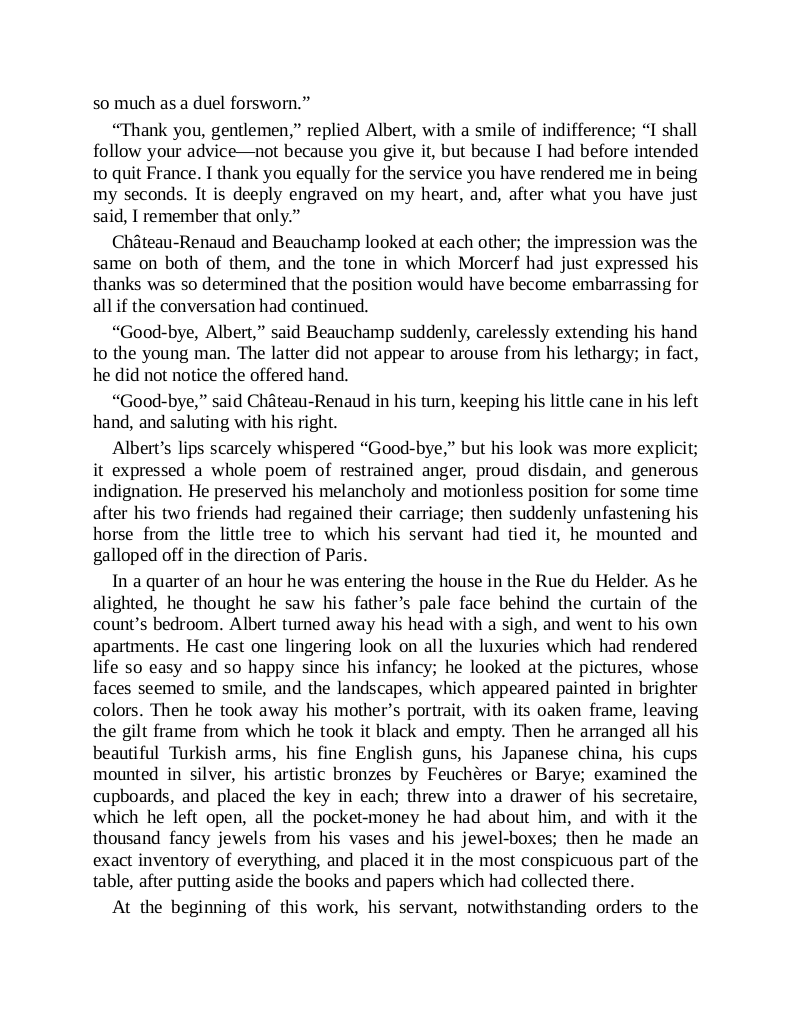 so much as a duel forsworn.”
“Thank you, gentlemen,” replied Albert, with a smile of indifference; “I shall
follow your advice—not because you give it, but because I had before intended
to quit France. I thank you equally for the service you have rendered me in being
my seconds. It is deeply engraved on my heart, and, after what you have just
said, I remember that only.”
Château-Renaud and Beauchamp looked at each other; the impression was the
same on both of them, and the tone in which Morcerf had just expressed his
thanks was so determined that the position would have become embarrassing for
all if the conversation had continued.
“Good-bye, Albert,” said Beauchamp suddenly, carelessly extending his hand
to the young man. The latter did not appear to arouse from his lethargy; in fact,
he did not notice the offered hand.
“Good-bye,” said Château-Renaud in his turn, keeping his little cane in his left
hand, and saluting with his right.
Albert’s lips scarcely whispered “Good-bye,” but his look was more explicit;
it expressed a whole poem of restrained anger, proud disdain, and generous
indignation. He preserved his melancholy and motionless position for some time
after his two friends had regained their carriage; then suddenly unfastening his
horse from the little tree to which his servant had tied it, he mounted and
galloped off in the direction of Paris.
In a quarter of an hour he was entering the house in the Rue du Helder. As he
alighted, he thought he saw his father’s pale face behind the curtain of the
count’s bedroom. Albert turned away his head with a sigh, and went to his own
apartments. He cast one lingering look on all the luxuries which had rendered
life so easy and so happy since his infancy; he looked at the pictures, whose
faces seemed to smile, and the landscapes, which appeared painted in brighter
colors. Then he took away his mother’s portrait, with its oaken frame, leaving
the gilt frame from which he took it black and empty. Then he arranged all his
beautiful Turkish arms, his fine English guns, his Japanese china, his cups
mounted in silver, his artistic bronzes by Feuchères or Barye; examined the
cupboards, and placed the key in each; threw into a drawer of his secretaire,
which he left open, all the pocket-money he had about him, and with it the
thousand fancy jewels from his vases and his jewel-boxes; then he made an
exact inventory of everything, and placed it in the most conspicuous part of the
table, after putting aside the books and papers which had collected there.
At the beginning of this work, his servant, notwithstanding orders to the